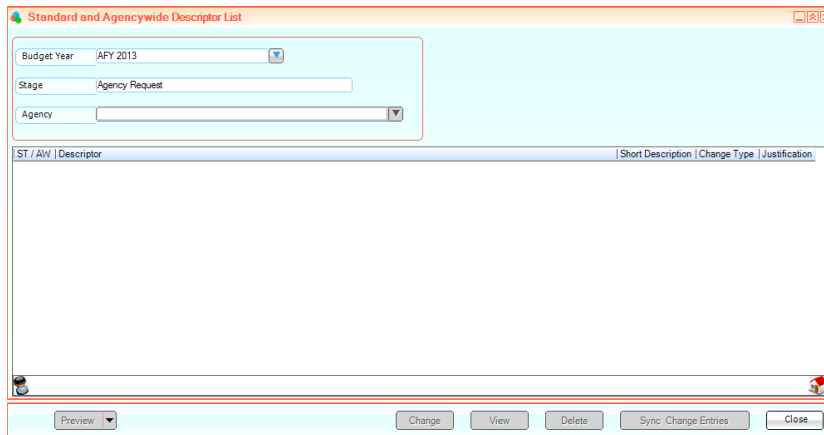 Standard and Agencywide Descriptor List
Budget Year AFY 2013
Stage Agency Request
Agency
ST / AW Descriptor Short Description Change Type Justification
Preview Change View Delete Sync Change Entries Close